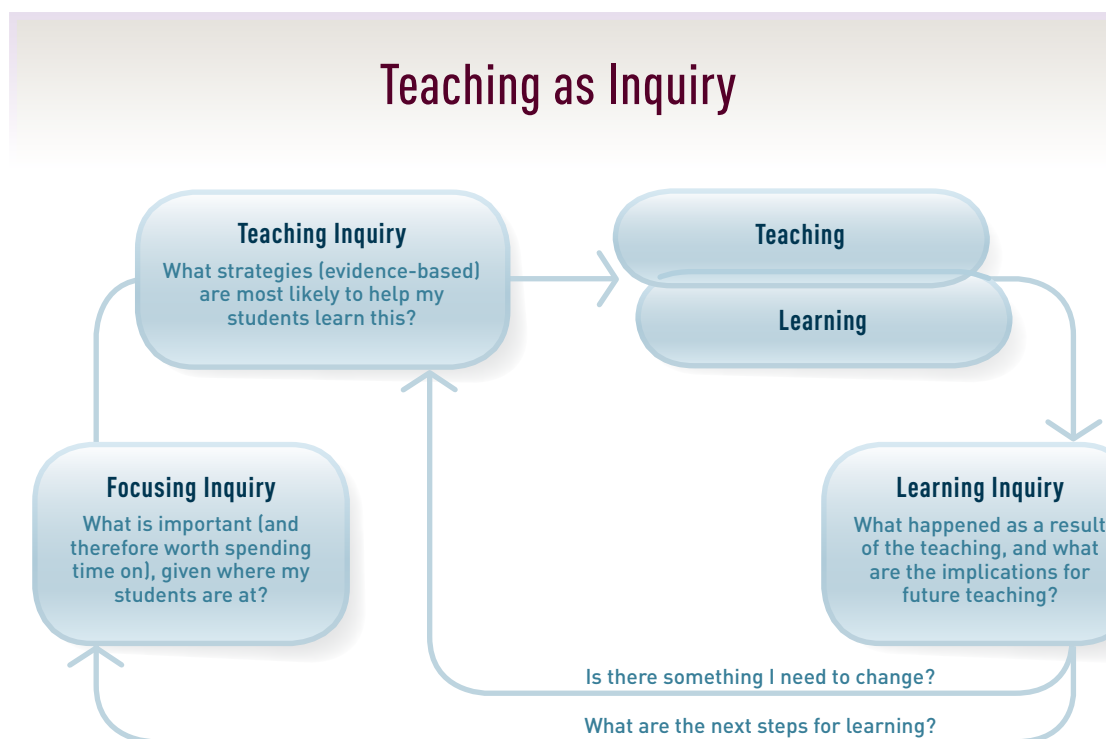 Teaching as Inquiry
Teaching Inquiry
What strategies (evidence-based)
are most likely to help my
students learn this?
Teaching
Learning
Focusing Inquiry
What is important (and
therefore worth spending
time on), given where my
students are at?
Learning Inquiry
What happened as a result
of the teaching, and what
are the implications for
future teaching?
Is there something I need to change?
What are the next steps for learning?